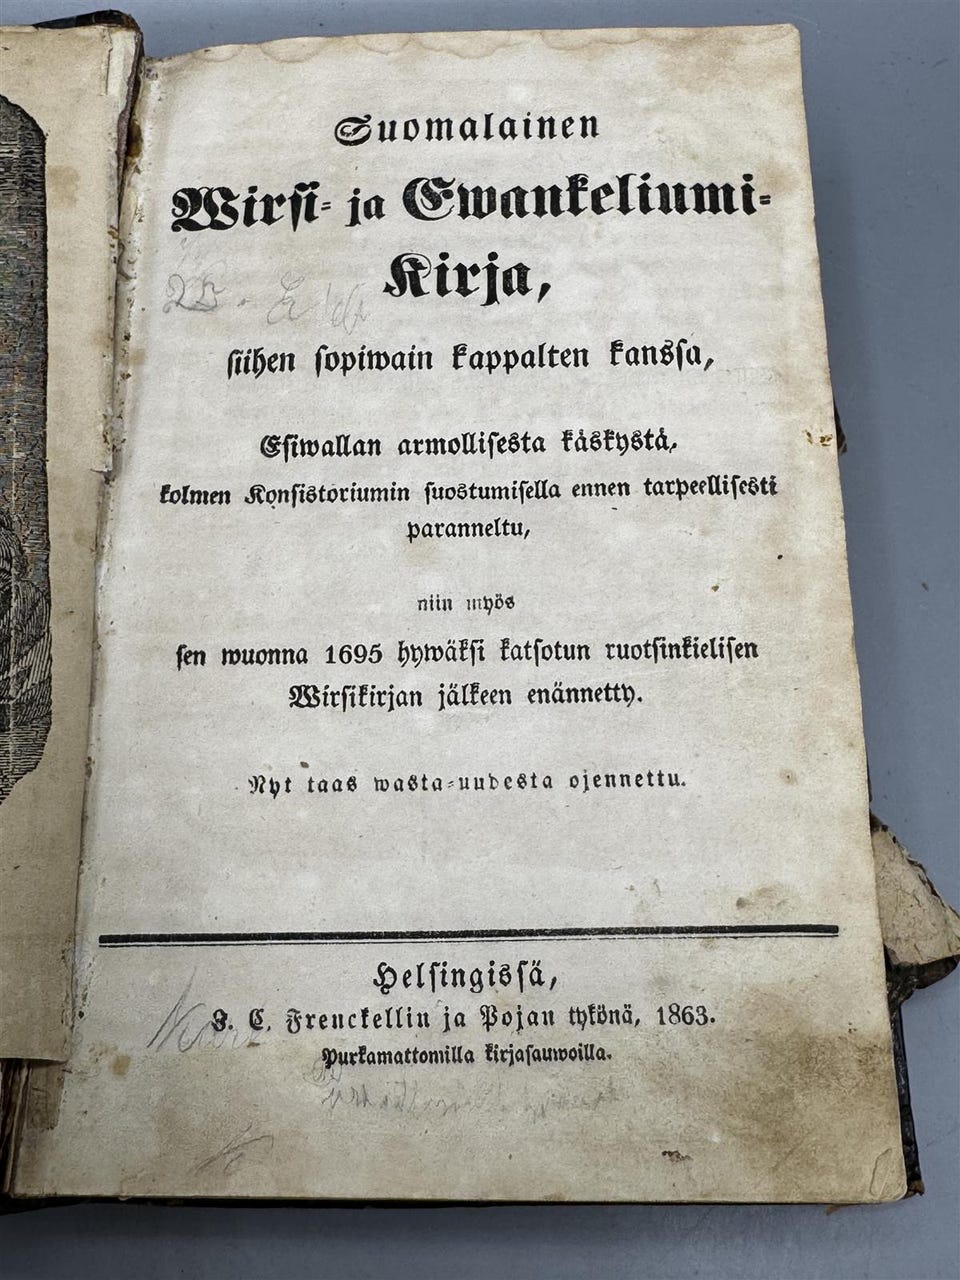 Suomalainen
Wirsi- ja Ewankeliumi-
Kirja,
siihen sopiwain kappalten kanssa,
Esiwallan armollisesta käskystä,
kolmen Konsistoriumin suostumisella ennen tarpeellisesti
paranneltu,
niin myös
sen wuonna 1695 hywäksi katsotun ruotsinkielisen
Wirsikirjan jälkeen enännetty.
Nyt taas wasta-uudesta ojennettu.
Helsingissä,
J. C. Frenckellin ja Pojan tykönä, 1863.
Purkamattomilla kirjasauwoilla.